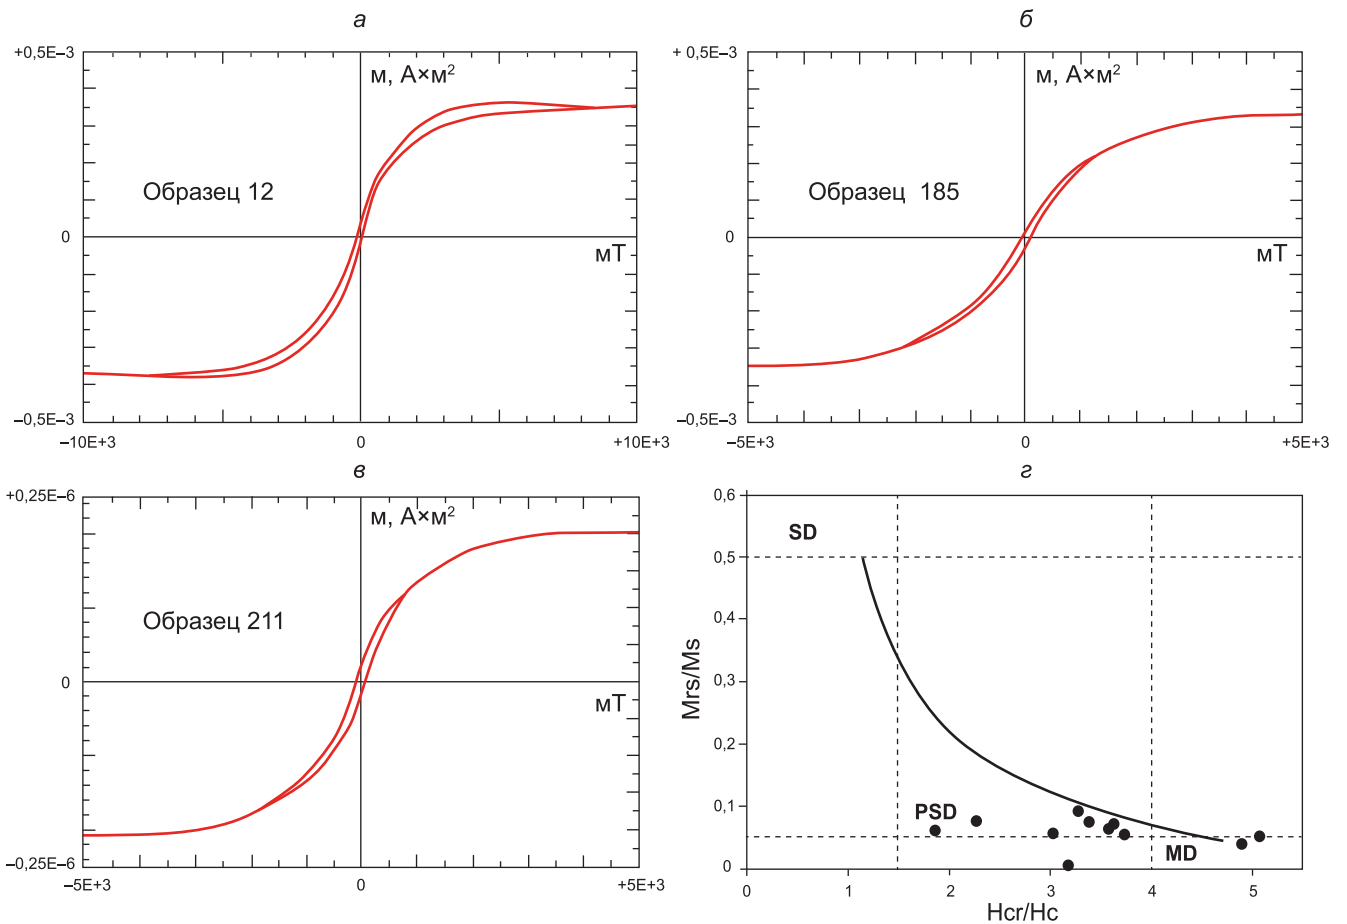 а
+0,5E–3
м, А×м²
Образец 12
0
мТ
–0,5E–3
–10E+3
0
+10E+3
б
+ 0,5E–3
м, А×м²
Образец 185
0
мТ
–0,5E–3
–5E+3
0
+5E+3
в
+0,25E–6
м, А×м²
Образец 211
0
мТ
–0,25E–6
–5E+3
0
+5E+3
г
0,6
SD
0,5
0,4
Mrs/Ms
0,3
0,2
PSD
0,1
MD
0
0 1 2 3 4 5
Hcr/Hc